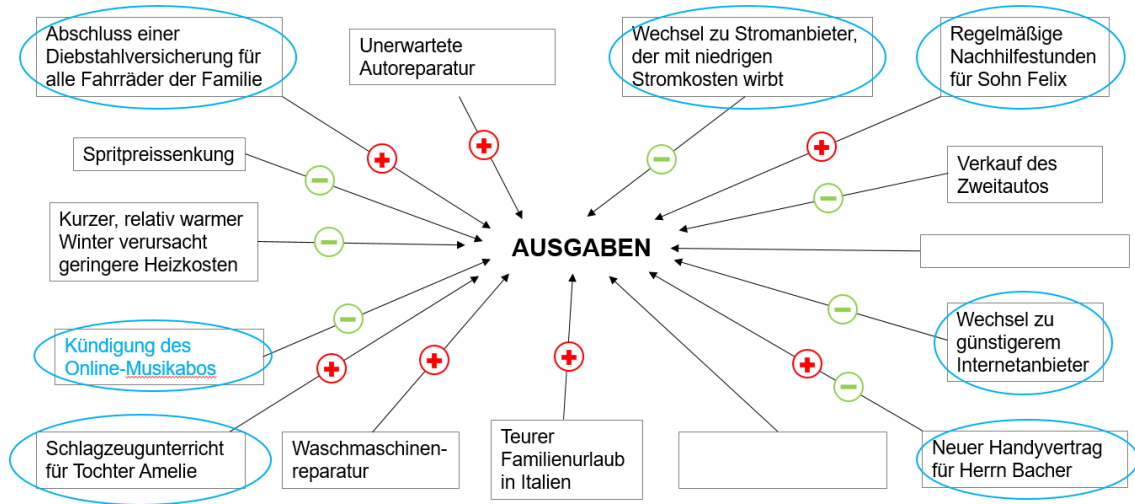 Abschluss einer
Diebstahlversicherung für
alle Fahrräder der Familie
Unerwartete
Autoreparatur
Wechsel zu Stromanbieter,
der mit niedrigen
Stromkosten wirbt
Regelmäßige
Nachhilfestunden
für Sohn Felix
Spritpreissenkung
Verkauf des
Zweitautos
Kurzer, relativ warmer
Winter verursacht
geringere Heizkosten
AUSGABEN
Kündigung des
Online-Musikabos
Wechsel zu
günstigerem
Internetanbieter
Schlagzeugunterricht
für Tochter Amelie
Waschmaschinen-
reparatur
Teurer
Familienurlaub
in Italien
Neuer Handyvertrag
für Herrn Bacher